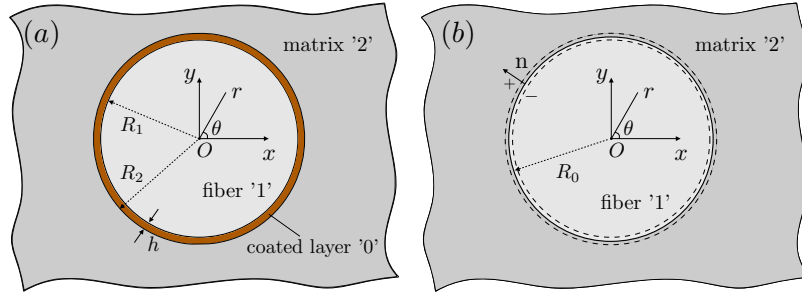 (a)
matrix '2'
y
r
R₁
θ
O
x
R₂
fiber '1'
h
coated layer '0'
(b)
matrix '2'
n
+
−
y
r
θ
O
x
R₀
fiber '1'